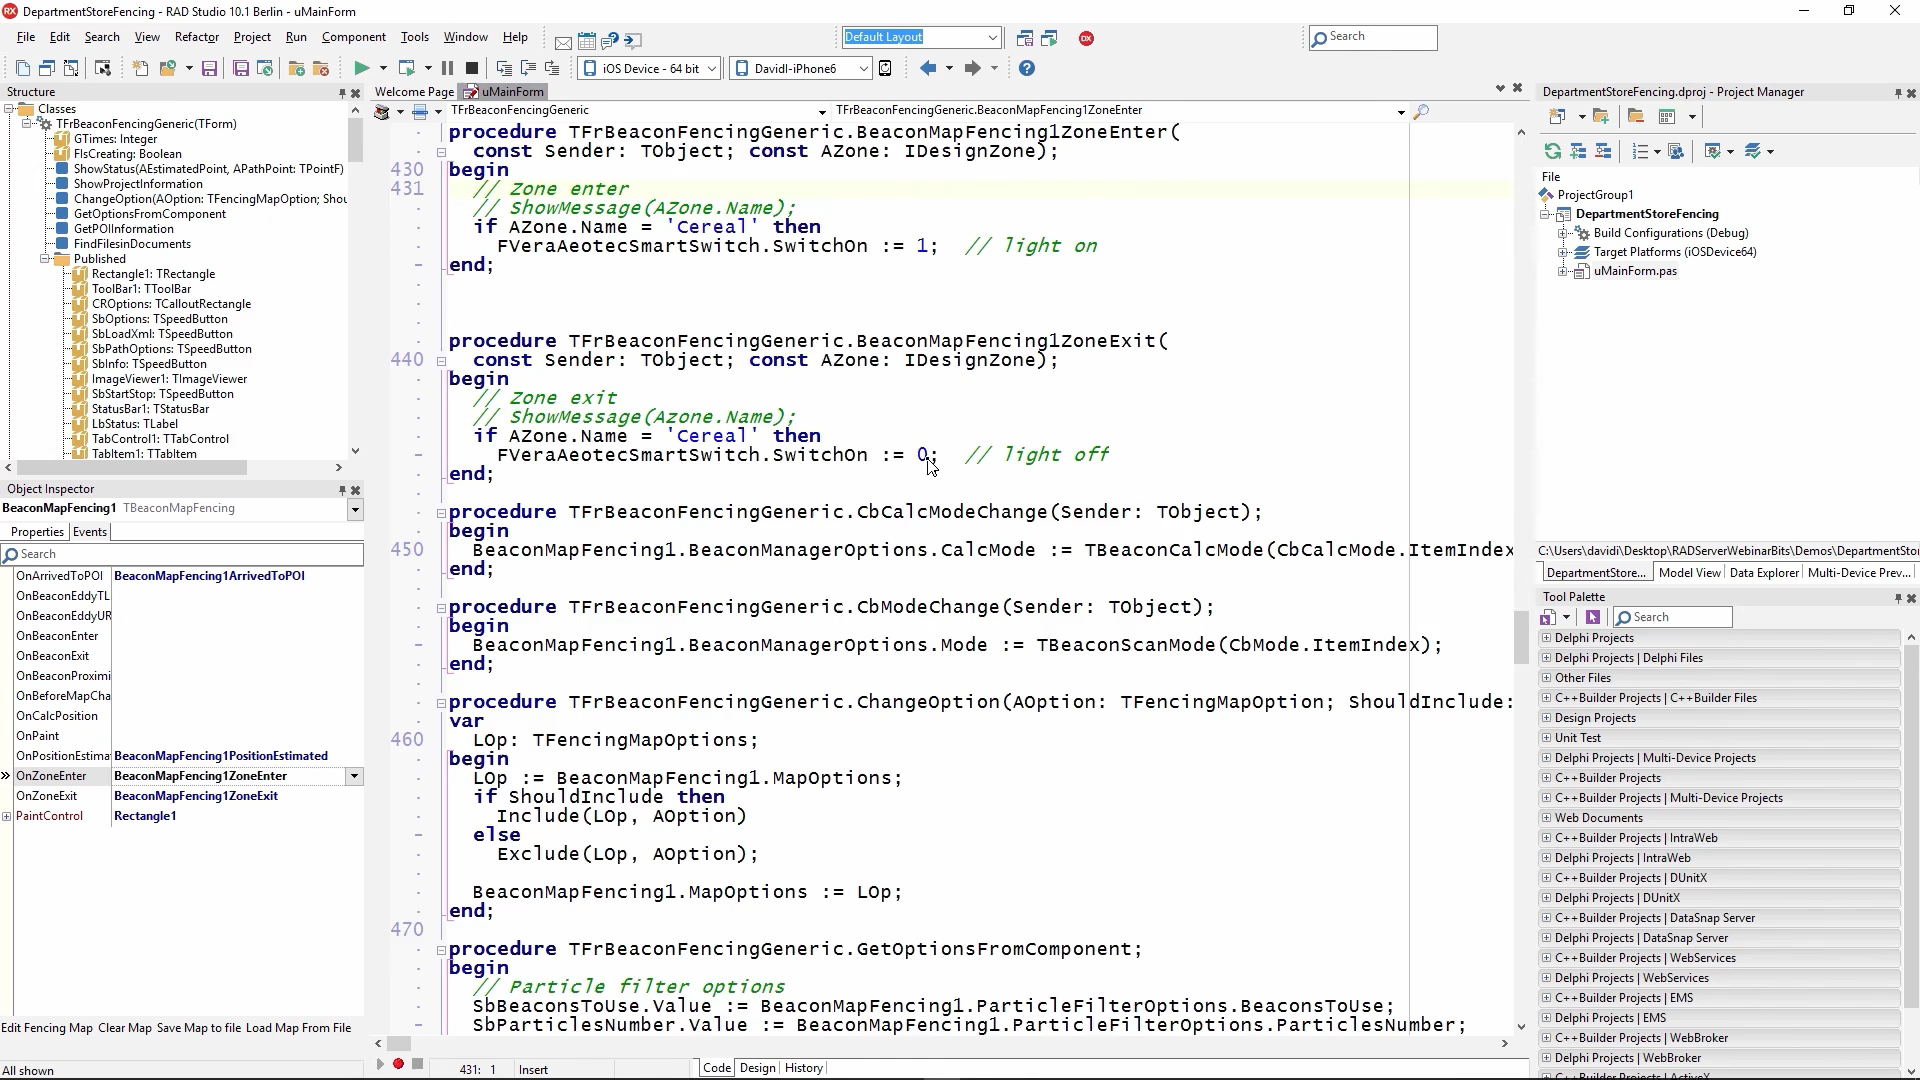 DepartmentStoreFencing - RAD Studio 10.1 Berlin - uMainForm
File Edit Search View Refactor Project Run Component Tools Window Help
Default Layout
Search
iOS Device - 64 bit
DavidI-iPhone6
Structure
Classes
TFrBeaconFencingGeneric(TForm)
GTimes: Integer
FIsCreating: Boolean
ShowStatus(AEstimatedPoint, APathPoint: TPointF)
ShowProjectInformation
ChangeOption(AOption: TFencingMapOption; Shou
GetOptionsFromComponent
GetPOIInformation
FindFilesinDocuments
Published
Rectangle1: TRectangle
ToolBar1: TToolBar
CROptions: TCalloutRectangle
SbOptions: TSpeedButton
SbLoadXml: TSpeedButton
SbPathOptions: TSpeedButton
SbInfo: TSpeedButton
ImageViewer1: TImageViewer
SbStartStop: TSpeedButton
StatusBar1: TStatusBar
LbStatus: TLabel
TabControl1: TTabControl
TabItem1: TTabItem
Object Inspector
BeaconMapFencing1 TBeaconMapFencing
Properties Events
Search
OnArrivedToPOI BeaconMapFencing1ArrivedToPOI
OnBeaconEddyTL
OnBeaconEddyUR
OnBeaconEnter
OnBeaconExit
OnBeaconProximi
OnBeforeMapCha
OnCalcPosition
OnPaint
OnPositionEstima BeaconMapFencing1PositionEstimated
OnZoneEnter BeaconMapFencing1ZoneEnter
OnZoneExit BeaconMapFencing1ZoneExit
PaintControl Rectangle1
Edit Fencing Map Clear Map Save Map to file Load Map From File
All shown
Welcome Page uMainForm
TFrBeaconFencingGeneric TFrBeaconFencingGeneric.BeaconMapFencing1ZoneEnter
procedure TFrBeaconFencingGeneric.BeaconMapFencing1ZoneEnter(
const Sender: TObject; const AZone: IDesignZone);
430 begin
431 // Zone enter
// ShowMessage(AZone.Name);
if AZone.Name = 'Cereal' then
FVeraAeotecSmartSwitch.SwitchOn := 1; // light on
end;
procedure TFrBeaconFencingGeneric.BeaconMapFencing1ZoneExit(
440 const Sender: TObject; const AZone: IDesignZone);
begin
// Zone exit
// ShowMessage(Azone.Name);
if AZone.Name = 'Cereal' then
FVeraAeotecSmartSwitch.SwitchOn := 0; // light off
end;
procedure TFrBeaconFencingGeneric.CbCalcModeChange(Sender: TObject);
begin
450 BeaconMapFencing1.BeaconManagerOptions.CalcMode := TBeaconCalcMode(CbCalcMode.ItemIndex
end;
procedure TFrBeaconFencingGeneric.CbModeChange(Sender: TObject);
begin
BeaconMapFencing1.BeaconManagerOptions.Mode := TBeaconScanMode(CbMode.ItemIndex);
end;
procedure TFrBeaconFencingGeneric.ChangeOption(AOption: TFencingMapOption; ShouldInclude:
var
460 LOp: TFencingMapOptions;
begin
LOp := BeaconMapFencing1.MapOptions;
if ShouldInclude then
Include(LOp, AOption)
else
Exclude(LOp, AOption);
BeaconMapFencing1.MapOptions := LOp;
end;
470
procedure TFrBeaconFencingGeneric.GetOptionsFromComponent;
begin
// Particle filter options
SbBeaconsToUse.Value := BeaconMapFencing1.ParticleFilterOptions.BeaconsToUse;
SbParticlesNumber.Value := BeaconMapFencing1.ParticleFilterOptions.ParticlesNumber;
431: 1 Insert
Code Design History
DepartmentStoreFencing.dproj - Project Manager
File
ProjectGroup1
DepartmentStoreFencing
Build Configurations (Debug)
Target Platforms (iOSDevice64)
uMainForm.pas
C:\Users\davidi\Desktop\RADServerWebinarBits\Demos\DepartmentSto
DepartmentStore... Model View Data Explorer Multi-Device Prev...
Tool Palette
Search
Delphi Projects
Delphi Projects | Delphi Files
Other Files
C++Builder Projects | C++Builder Files
Design Projects
Unit Test
Delphi Projects | Multi-Device Projects
C++Builder Projects
C++Builder Projects | Multi-Device Projects
Web Documents
C++Builder Projects | IntraWeb
Delphi Projects | IntraWeb
C++Builder Projects | DUnitX
Delphi Projects | DUnitX
C++Builder Projects | DataSnap Server
Delphi Projects | DataSnap Server
C++Builder Projects | WebServices
Delphi Projects | WebServices
C++Builder Projects | EMS
Delphi Projects | EMS
C++Builder Projects | WebBroker
Delphi Projects | WebBroker
C++Builder Projects | ActiveX